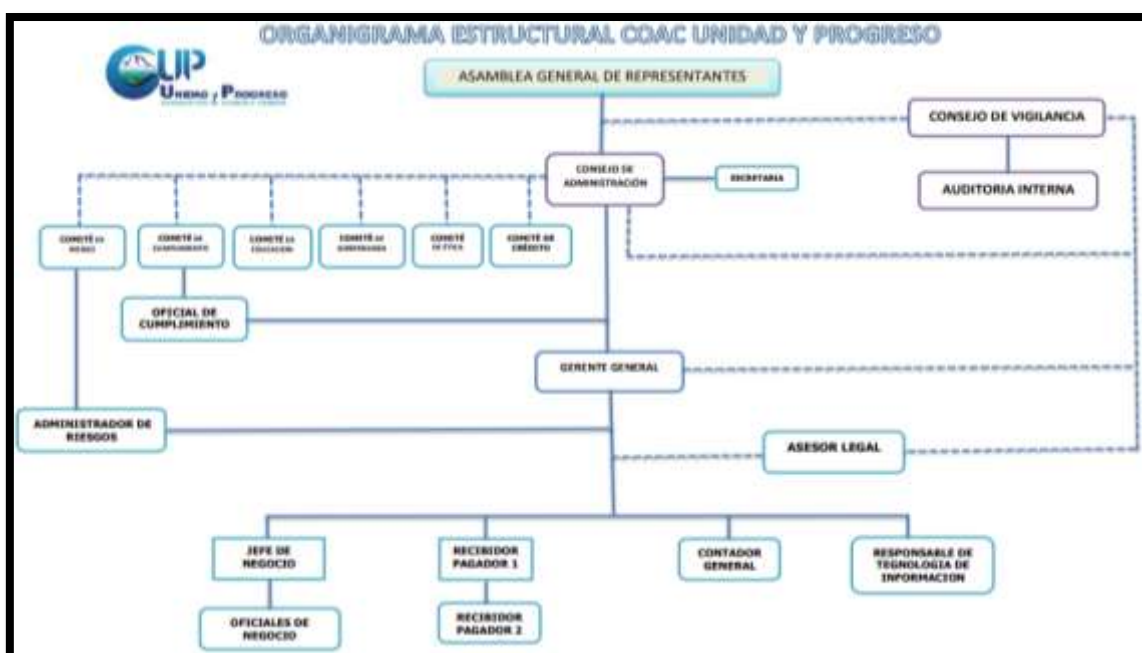 ORGANIGRAMA ESTRUCTURAL COAC UNIDAD Y PROGRESO
UP
UNIDAD y PROGRESO
ASAMBLEA GENERAL DE REPRESENTANTES
CONSEJO DE VIGILANCIA
CONSEJO DE
ADMINISTRACIÓN
SECRETARIA
AUDITORIA INTERNA
COMITÉ DE
COMITÉ DE
CUMPLIMIENTO
COMITÉ DE
EDUCACION
COMITÉ DE
COMITÉ
DE ÉTICA
COMITÉ DE
CRÉDITO
OFICIAL DE
CUMPLIMIENTO
GERENTE GENERAL
ADMINISTRADOR DE
RIESGOS
ASESOR LEGAL
JEFE DE
NEGOCIO
RECIBIDOR
PAGADOR 1
CONTADOR
GENERAL
RESPONSABLE DE
TEGNOLOGIA DE
INFORMACION
OFICIALES DE
NEGOCIO
RECIBIDOR
PAGADOR 2